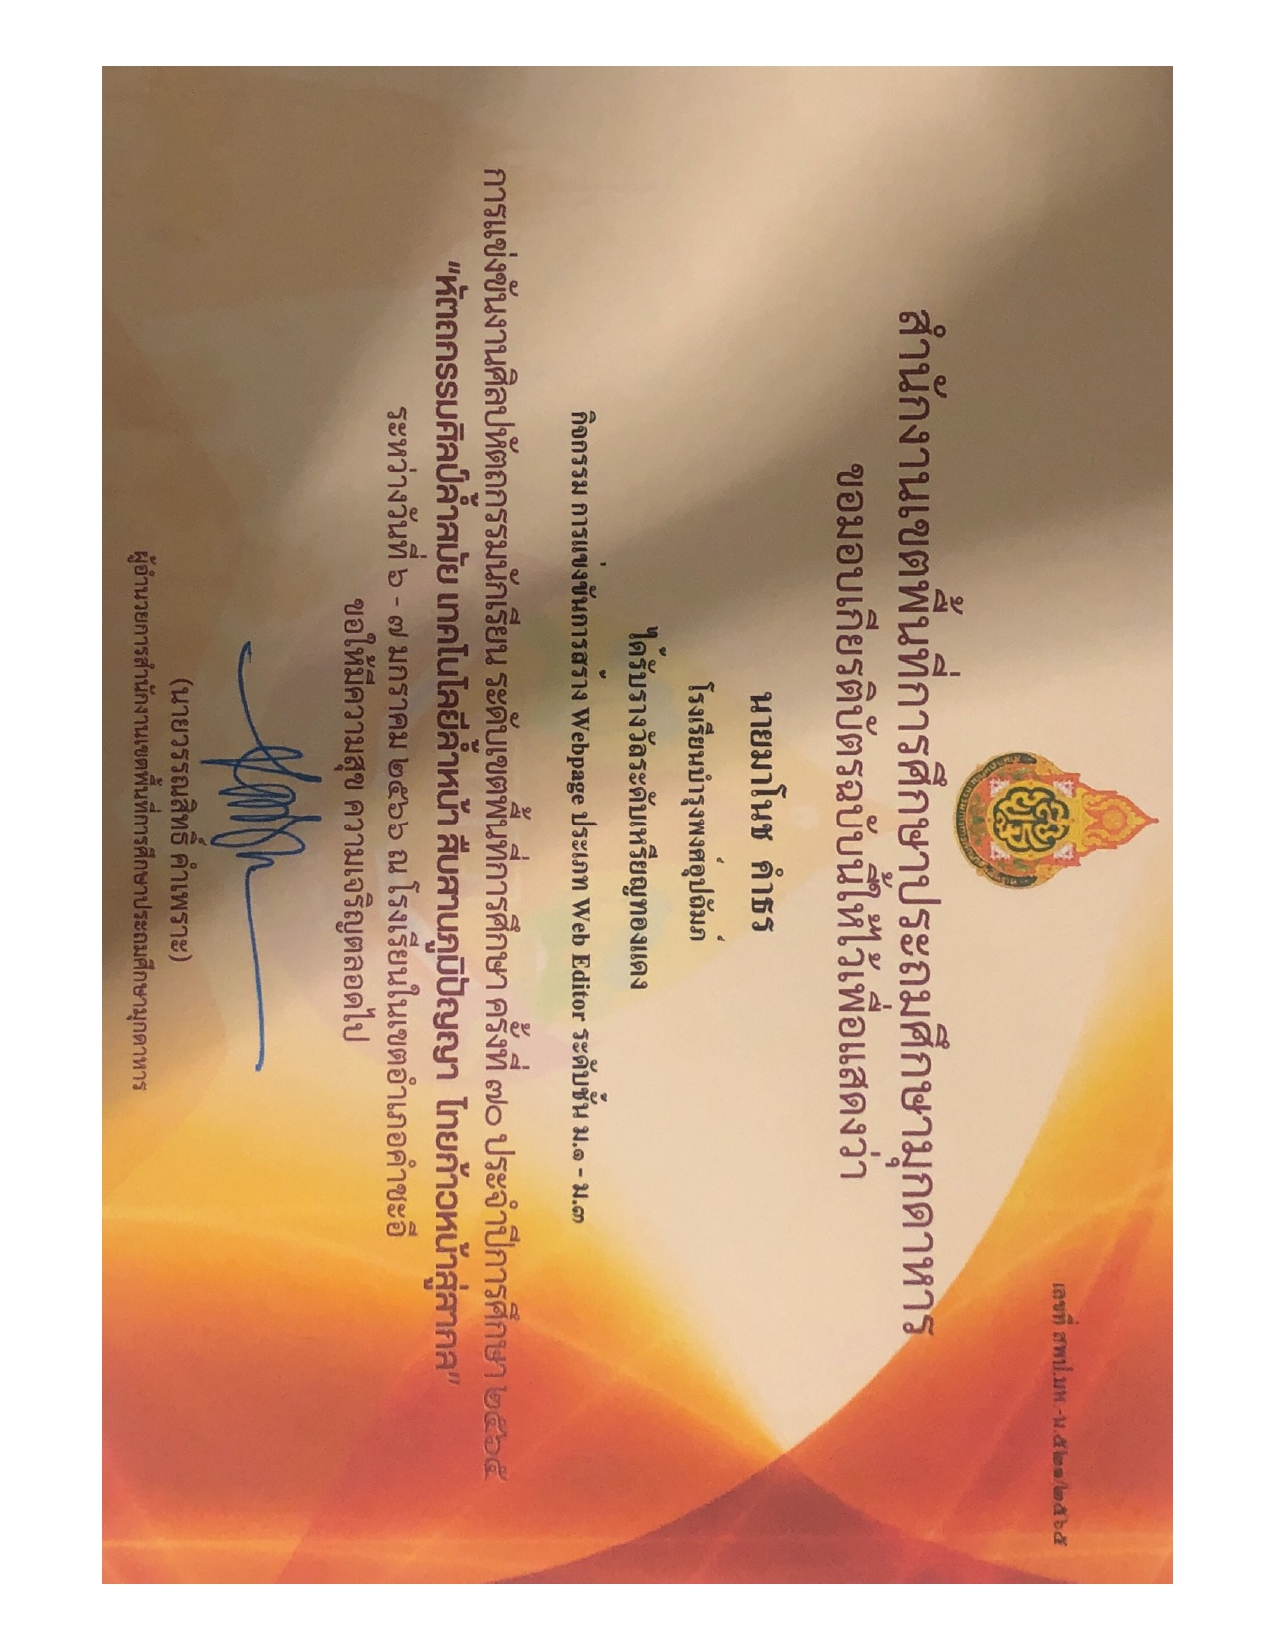 เลขที่ สพป.มห.-ม.๕๒๑/๒๕๖๕
สำนักงานเขตพื้นที่การศึกษาประถมศึกษามุกดาหาร
ขอมอบเกียรติบัตรฉบับนี้ให้ไว้เพื่อแสดงว่า
นายมาโนช คำธร
โรงเรียนบำรุงพงศ์อุปถัมภ์
ได้รับรางวัลระดับเหรียญทองแดง
กิจกรรม การแข่งขันการสร้าง Webpage ประเภท Web Editor ระดับชั้น ม.๑ - ม.๓
การแข่งขันงานศิลปหัตถกรรมนักเรียน ระดับเขตพื้นที่การศึกษา ครั้งที่ ๗๐ ประจำปีการศึกษา ๒๕๖๕
"หัตถกรรมศิลป์ล้ำสมัย เทคโนโลยีล้ำหน้า สืบสานภูมิปัญญา ไทยก้าวหน้าสู่สากล"
ระหว่างวันที่ ๖ - ๗ มกราคม ๒๕๖๖ ณ โรงเรียนในเขตอำเภอคำชะอี
ขอให้มีความสุข ความเจริญตลอดไป
(นายวรรณสิทธิ์ คำเพราะ)
ผู้อำนวยการสำนักงานเขตพื้นที่การศึกษาประถมศึกษามุกดาหาร